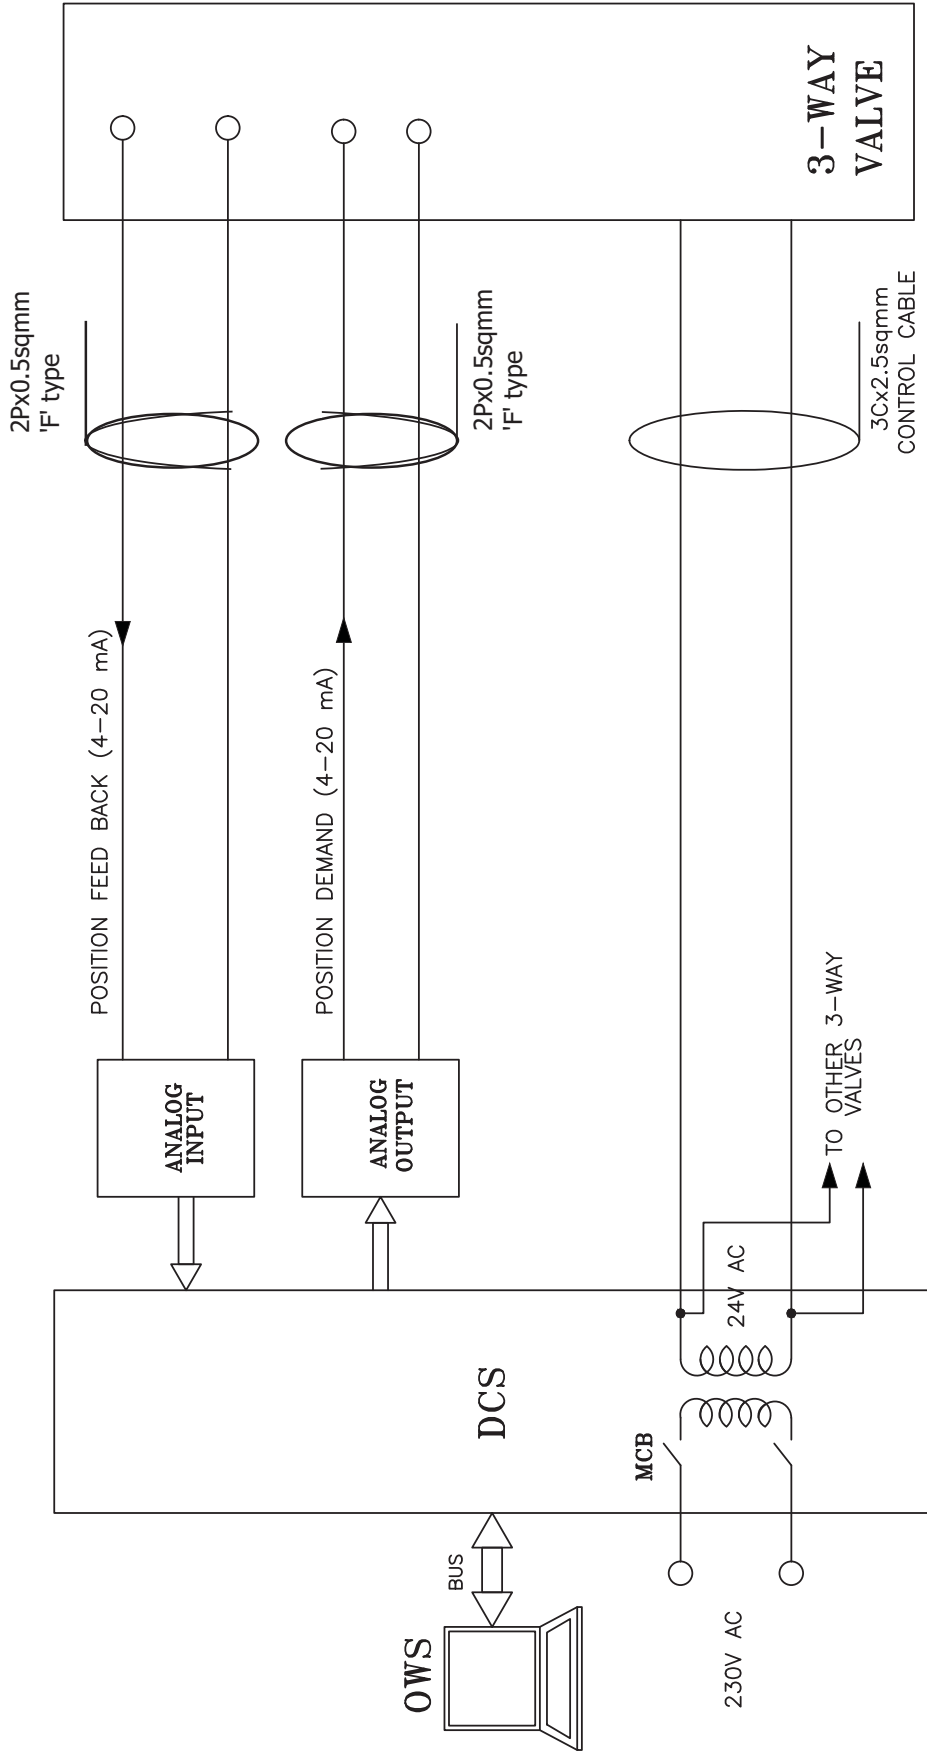 2Px0.5sqmm
'F' type
POSITION FEED BACK (4-20 mA)
ANALOG
INPUT
POSITION DEMAND (4-20 mA)
2Px0.5sqmm
'F' type
ANALOG
OUTPUT
OWS
BUS
DCS
MCB
230V AC
24V AC
TO OTHER 3-WAY
VALVES
3Cx2.5sqmm
CONTROL CABLE
3-WAY
VALVE